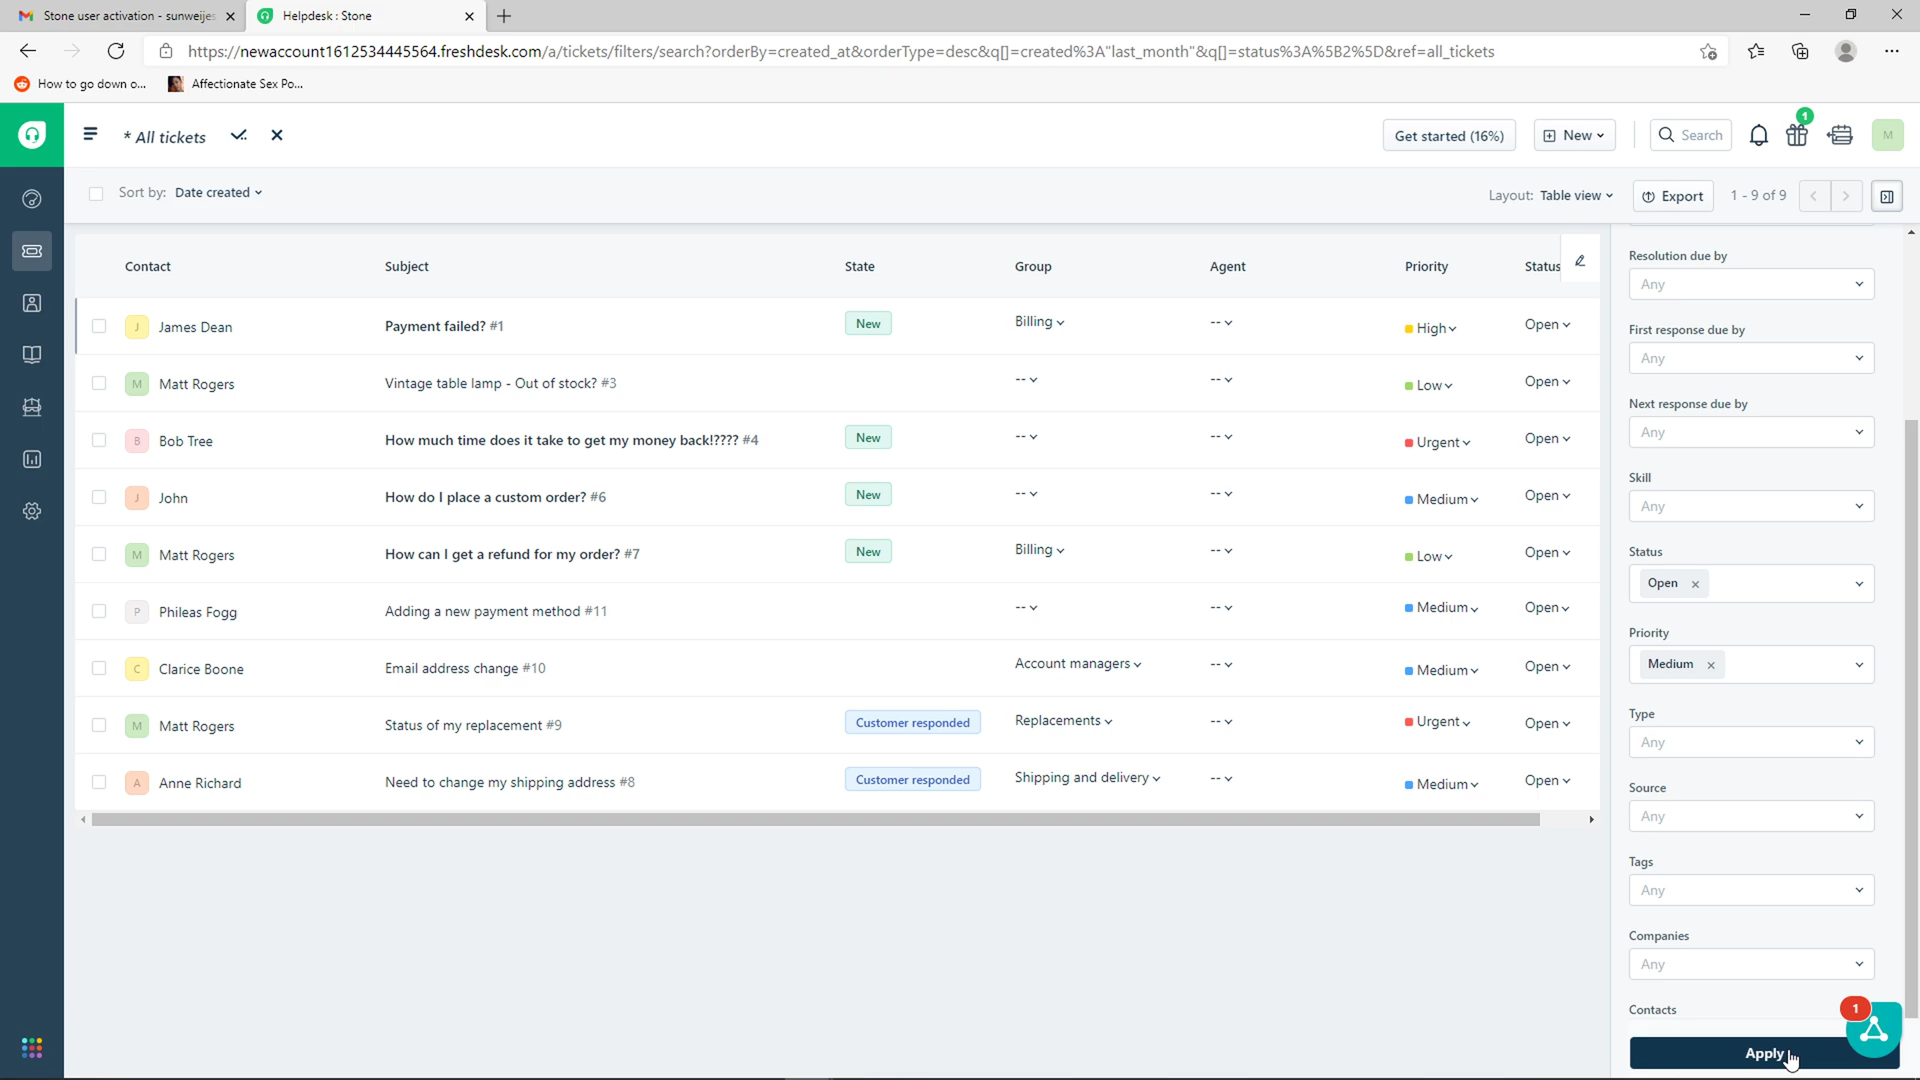 Stone user activation - sunweijes
Helpdesk : Stone
https://newaccount1612534445564.freshdesk.com/a/tickets/filters/search?orderBy=created_at&orderType=desc&q[]=created%3A"last_month"&q[]=status%3A%5B2%5D&ref=all_tickets
How to go down o...
Affectionate Sex Po...
* All tickets
Get started (16%)
New
Search
1
M
Sort by: Date created
Layout: Table view
Export
1 - 9 of 9
Contact Subject State Group Agent Priority Status
J James Dean Payment failed? #1 New Billing -- High Open
M Matt Rogers Vintage table lamp - Out of stock? #3 -- -- Low Open
B Bob Tree How much time does it take to get my money back!???? #4 New -- -- Urgent Open
J John How do I place a custom order? #6 New -- -- Medium Open
M Matt Rogers How can I get a refund for my order? #7 New Billing -- Low Open
P Phileas Fogg Adding a new payment method #11 -- -- Medium Open
C Clarice Boone Email address change #10 Account managers -- Medium Open
M Matt Rogers Status of my replacement #9 Customer responded Replacements -- Urgent Open
A Anne Richard Need to change my shipping address #8 Customer responded Shipping and delivery -- Medium Open
Resolution due by
Any
First response due by
Any
Next response due by
Any
Skill
Any
Status
Open
Priority
Medium
Type
Any
Source
Any
Tags
Any
Companies
Any
Contacts
1
Apply